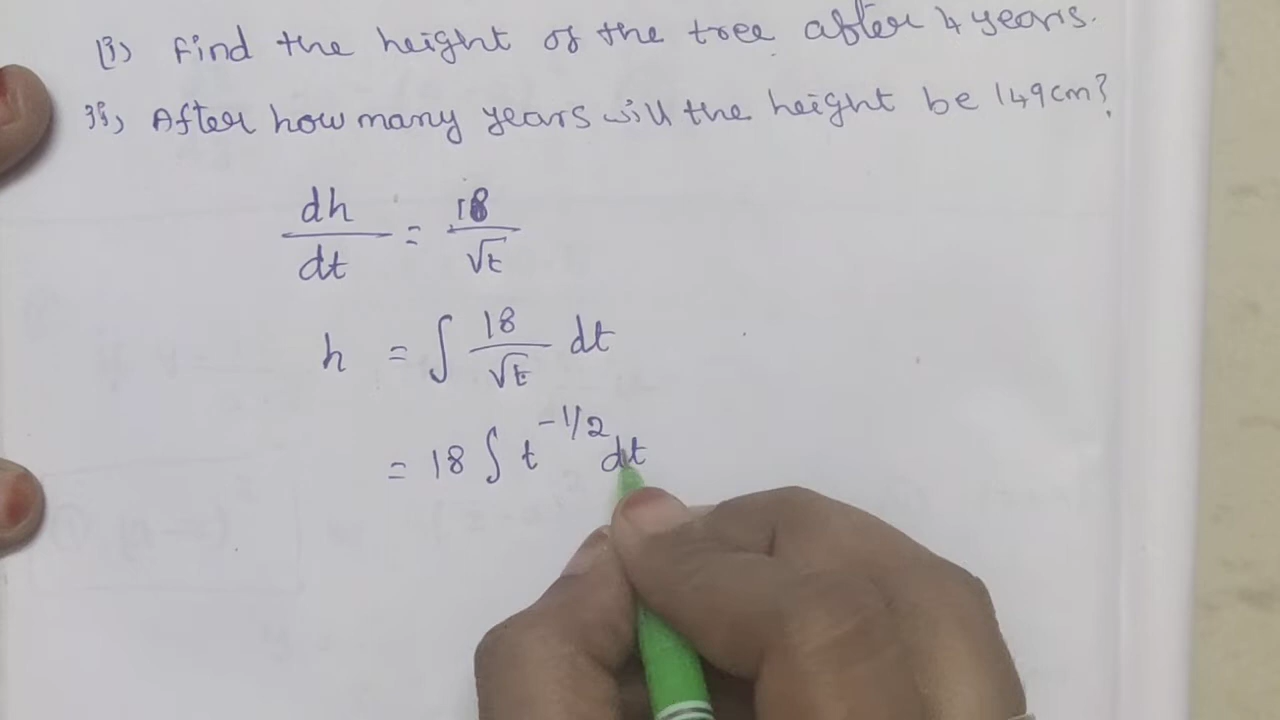 (i) Find the height of the tree after 4 years.
ii) After how many years will the height be 149cm?
dh/dt = 18/√t
h = ∫ 18/√t dt
= 18 ∫ t^-1/2 dt